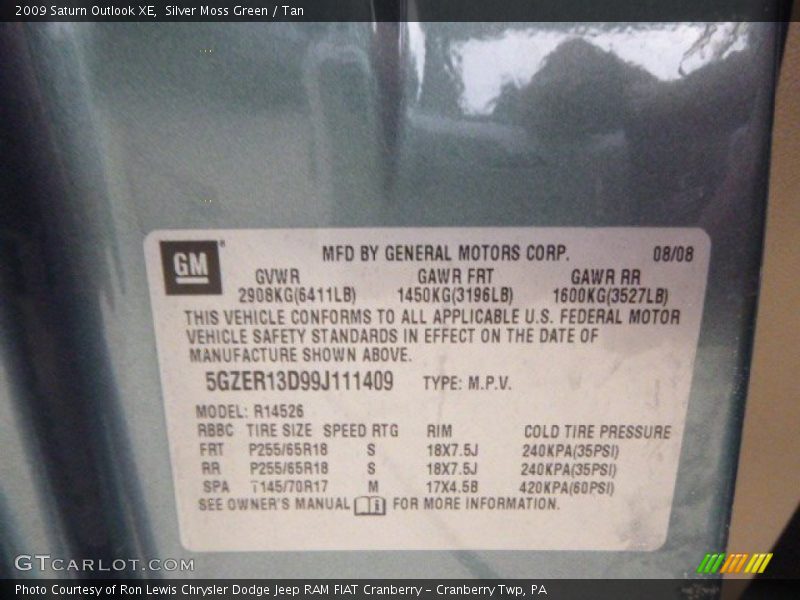 2009 Saturn Outlook XE,  Silver Moss Green / Tan
GM
MFD BY GENERAL MOTORS CORP. 08/08
GVWR GAWR FRT GAWR RR
2908KG(6411LB) 1450KG(3196LB) 1600KG(3527LB)
THIS VEHICLE CONFORMS TO ALL APPLICABLE U.S. FEDERAL MOTOR
VEHICLE SAFETY STANDARDS IN EFFECT ON THE DATE OF
MANUFACTURE SHOWN ABOVE.
5GZER13D99J111409 TYPE: M.P.V.
MODEL: R14526
RBBC TIRE SIZE SPEED RTG RIM COLD TIRE PRESSURE
FRT P255/65R18 S 18X7.5J 240KPA(35PSI)
RR P255/65R18 S 18X7.5J 240KPA(35PSI)
SPA T145/70R17 M 17X4.5B 420KPA(60PSI)
SEE OWNER'S MANUAL FOR MORE INFORMATION.
GTCARLOT.COM
Photo Courtesy of Ron Lewis Chrysler Dodge Jeep RAM FIAT Cranberry – Cranberry Twp, PA